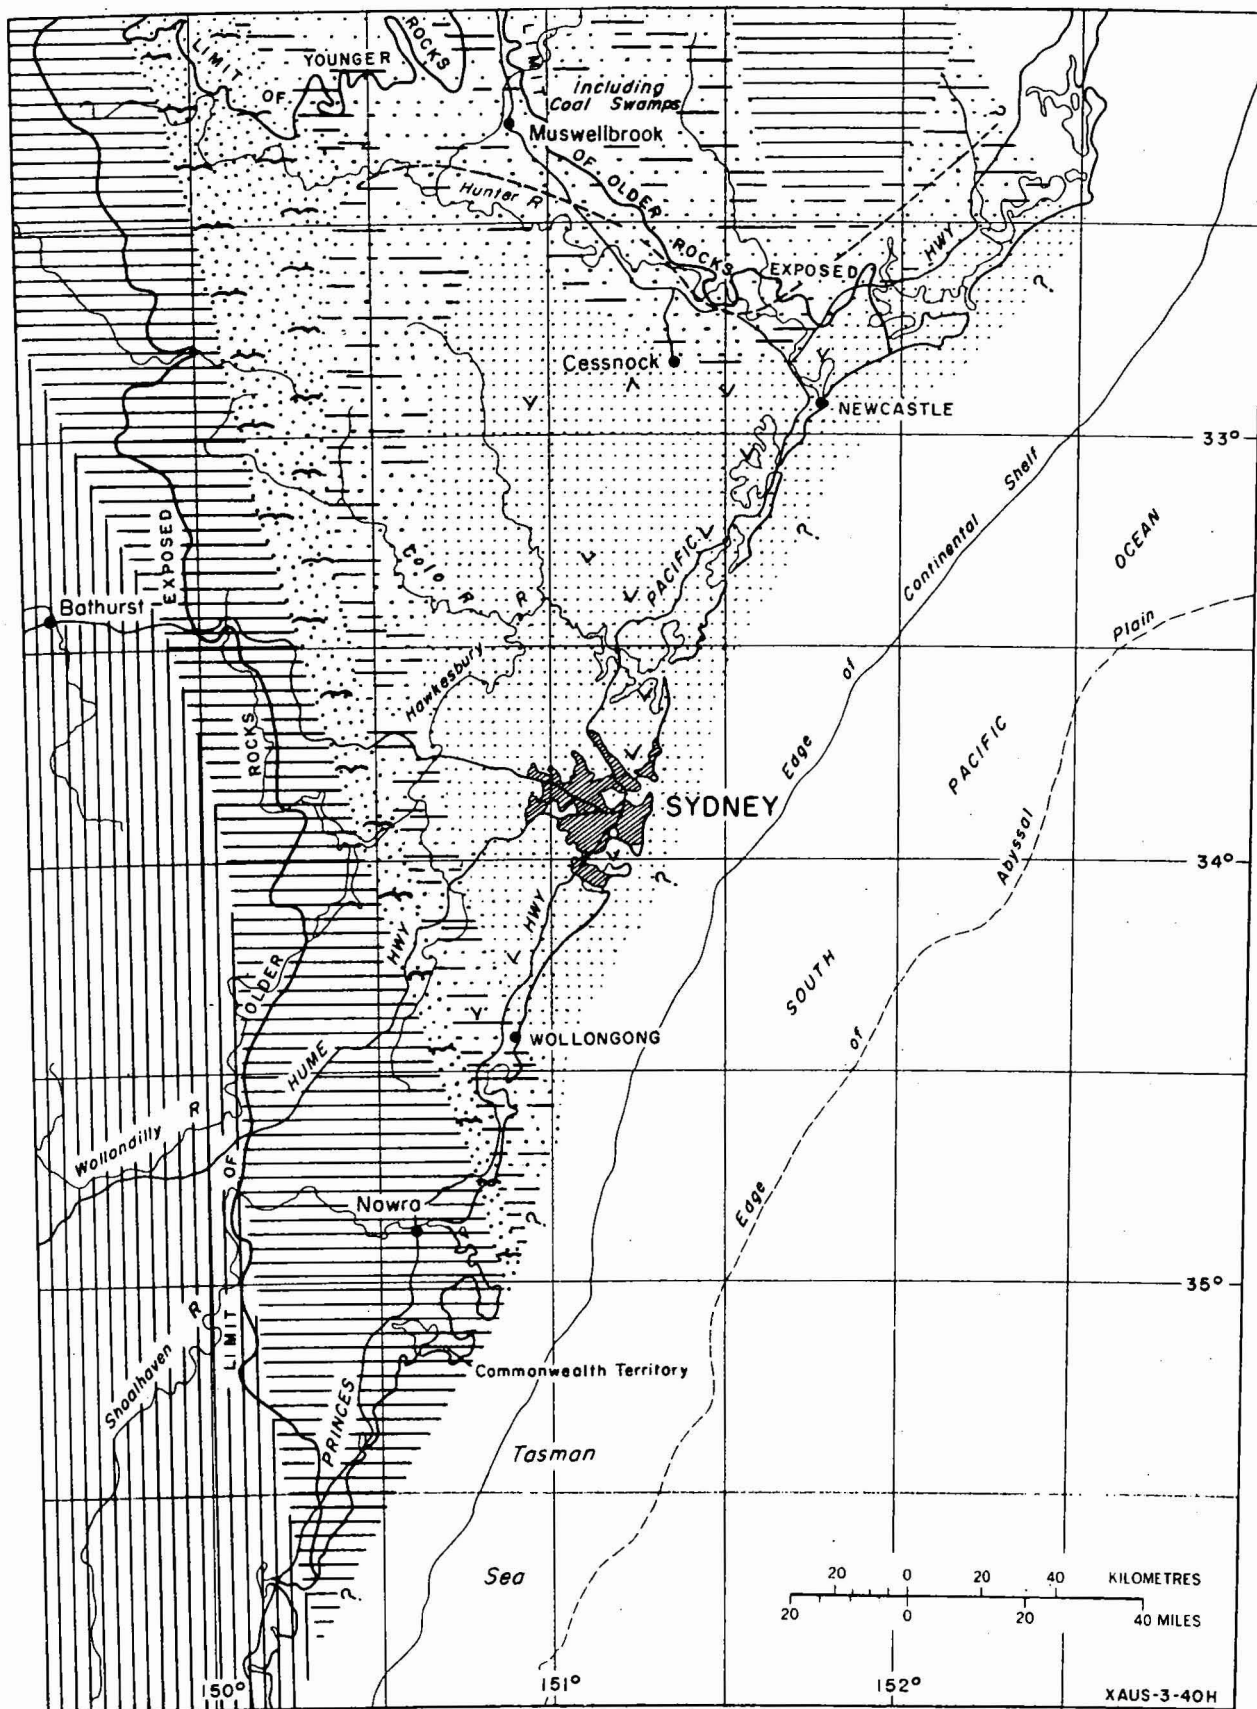 LIMIT
OF
YOUNGER
ROCKS
LIMIT
Including
Coal Swamps
Muswellbrook
OF OLDER
ROCKS
EXPOSED
Hunter R
HWY
?
?
Cessnock
NEWCASTLE
33°
EXPOSED
Colo R
R
Hawkesbury
PACIFIC
?
Edge of Continental Shelf
OCEAN
Bathurst
ROCKS
PACIFIC
SOUTH
Edge of Abyssal Plain
SYDNEY
34°
?
HWY
HWY
OLDER
HUME
WOLLONGONG
Wollondilly R
OF
Nowra
?
35°
Shoalhaven R
LIMIT
PRINCES
Commonwealth Territory
Tasman
Sea
?
20 0 20 40 KILOMETRES
20 0 20 40 MILES
150° 151° 152°
XAUS-3-40H